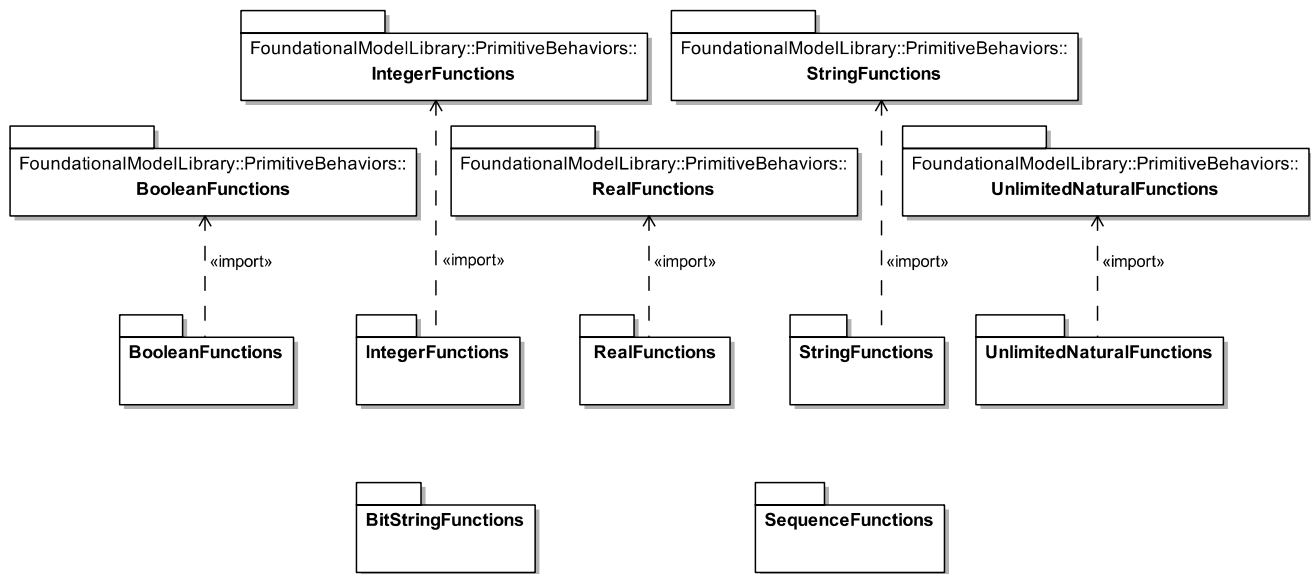 FoundationalModelLibrary::PrimitiveBehaviors::
IntegerFunctions
FoundationalModelLibrary::PrimitiveBehaviors::
StringFunctions
FoundationalModelLibrary::PrimitiveBehaviors::
BooleanFunctions
FoundationalModelLibrary::PrimitiveBehaviors::
RealFunctions
FoundationalModelLibrary::PrimitiveBehaviors::
UnlimitedNaturalFunctions
«import»
«import»
«import»
«import»
«import»
BooleanFunctions
IntegerFunctions
RealFunctions
StringFunctions
UnlimitedNaturalFunctions
BitStringFunctions
SequenceFunctions